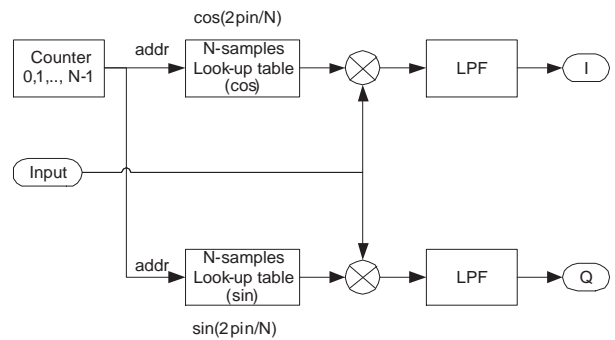 cos(2pin/N)
Counter
0,1,.., N-1
addr
N-samples
Look-up table
(cos)
LPF
I
Input
addr
N-samples
Look-up table
(sin)
LPF
Q
sin(2pin/N)